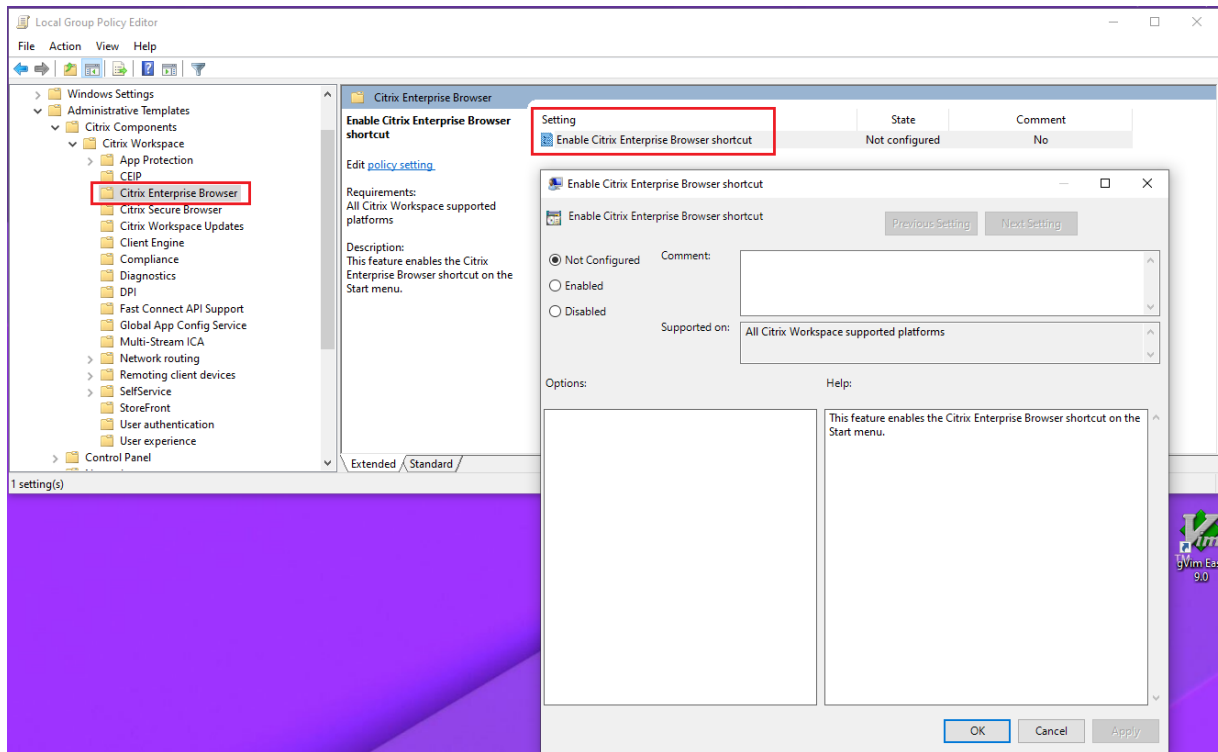 Local Group Policy Editor
File Action View Help
Windows Settings
Administrative Templates
Citrix Components
Citrix Workspace
App Protection
CEIP
Citrix Enterprise Browser
Citrix Secure Browser
Citrix Workspace Updates
Client Engine
Compliance
Diagnostics
DPI
Fast Connect API Support
Global App Config Service
Multi-Stream ICA
Network routing
Remoting client devices
SelfService
StoreFront
User authentication
User experience
Control Panel
1 setting(s)
Citrix Enterprise Browser
Enable Citrix Enterprise Browser
shortcut
Edit policy setting
Requirements:
All Citrix Workspace supported
platforms
Description:
This feature enables the Citrix
Enterprise Browser shortcut on the
Start menu.
Setting State Comment
Enable Citrix Enterprise Browser shortcut Not configured No
Extended Standard
Enable Citrix Enterprise Browser shortcut
Enable Citrix Enterprise Browser shortcut
Previous Setting Next Setting
Not Configured
Enabled
Disabled
Comment:
Supported on: All Citrix Workspace supported platforms
Options: Help:
This feature enables the Citrix Enterprise Browser shortcut on the
Start menu.
OK Cancel Apply
Vim
gVim Eas
9.0